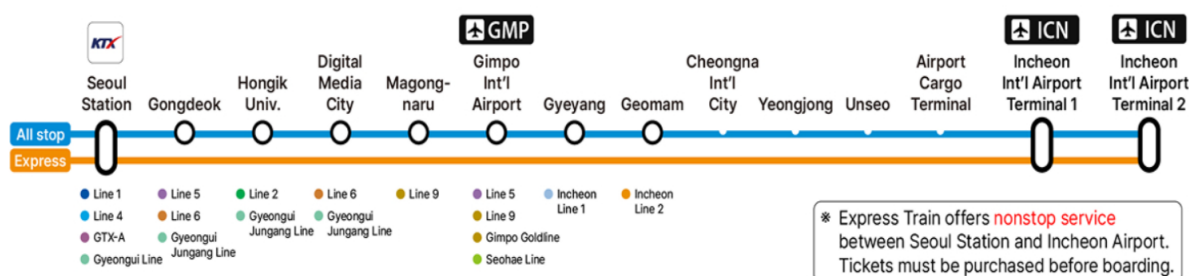 KTX
GMP
ICN
ICN
Seoul
Station
Gongdeok
Hongik
Univ.
Digital
Media
City
Magong-
naru
Gimpo
Int'l
Airport
Gyeyang
Geomam
Cheongna
Int'l
City
Yeongjong
Unseo
Airport
Cargo
Terminal
Incheon
Int'l Airport
Terminal 1
Incheon
Int'l Airport
Terminal 2
All stop
Express
Line 1
Line 4
GTX-A
Gyeongui Line
Line 5
Line 6
Gyeongui
Jungang Line
Line 2
Gyeongui
Jungang Line
Line 6
Gyeongui
Jungang Line
Line 9
Line 5
Line 9
Gimpo Goldline
Seohae Line
Incheon
Line 1
Incheon
Line 2
※ Express Train offers nonstop service
between Seoul Station and Incheon Airport.
Tickets must be purchased before boarding.